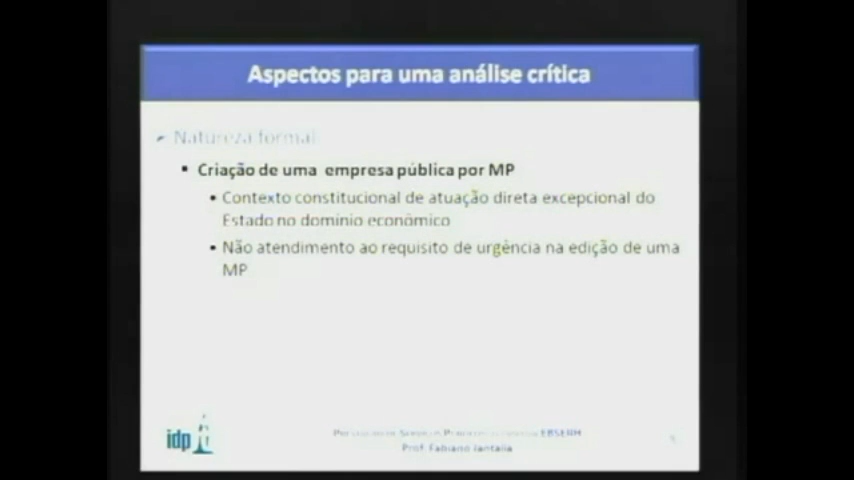 Aspectos para uma análise crítica
Natureza formal
Criação de uma empresa pública por MP
Contexto constitucional de atuação direta excepcional do
Estado no domínio econômico
Não atendimento ao requisito de urgência na edição de uma
MP
idp
EBSERH
Prof. Fabiano Jantalia